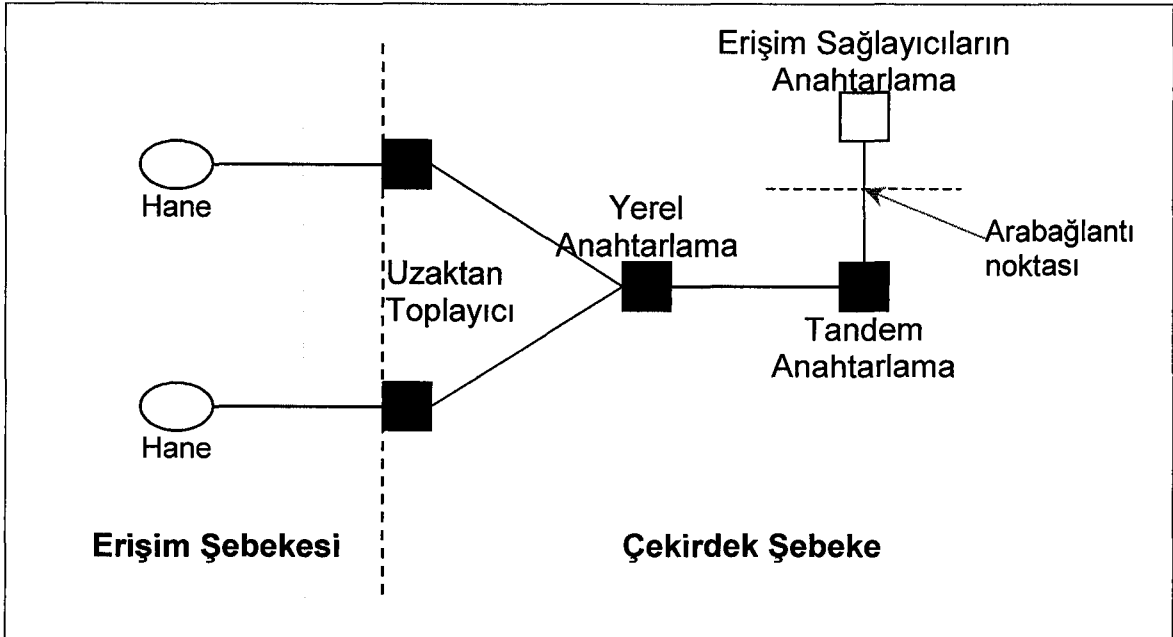 Erişim Sağlayıcıların
Anahtarlama
Hane
Yerel
Anahtarlama
Arabağlantı
noktası
Uzaktan
Toplayıcı
Tandem
Anahtarlama
Hane
Erişim Şebekesi
Çekirdek Şebeke